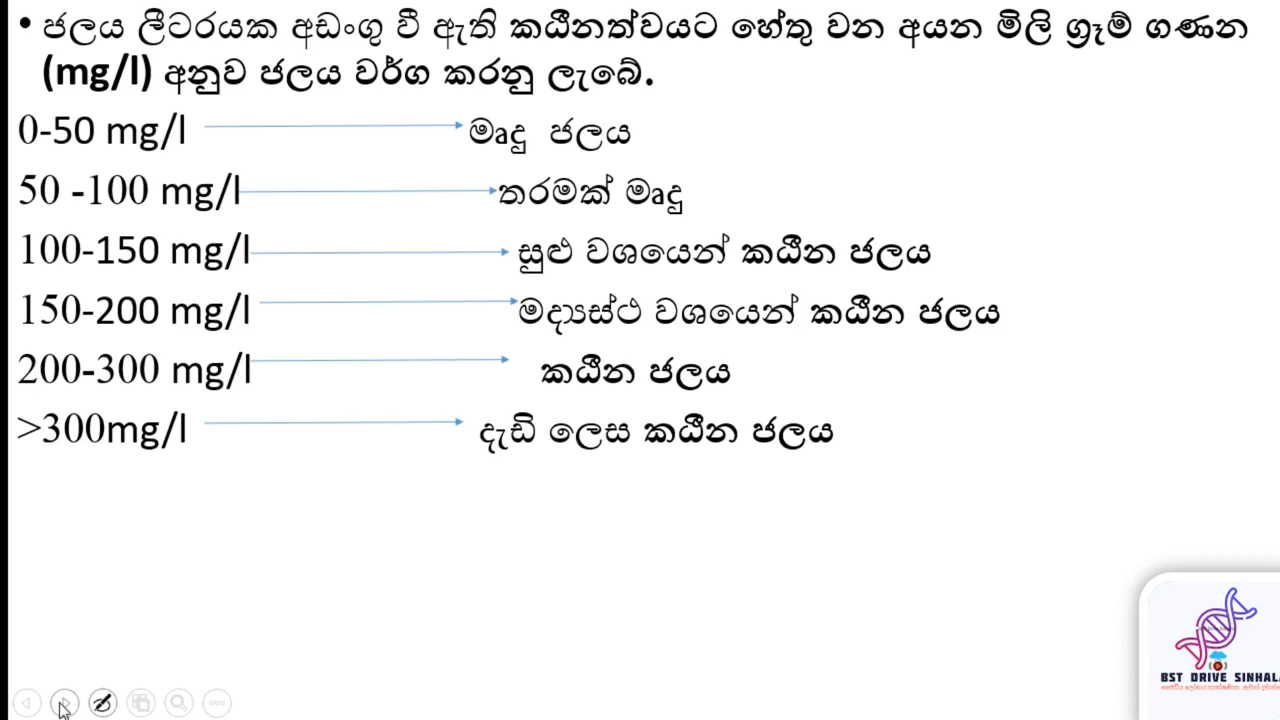 • ජලය ලීටරයක අඩංගු වී ඇති කඨිනත්වයට හේතු වන අයන මිලි ග්‍රෑම් ගණන
(mg/l) අනුව ජලය වර්ග කරනු ලැබේ.
0-50 mg/l මෘදු ජලය
50 -100 mg/l තරමක් මෘදු
100-150 mg/l සුළු වශයෙන් කඨීන ජලය
150-200 mg/l මද්‍යස්ථ වශයෙන් කඨීන ජලය
200-300 mg/l කඨීන ජලය
>300mg/l දැඩි ලෙස කඨීන ජලය
BST DRIVE SINHALA